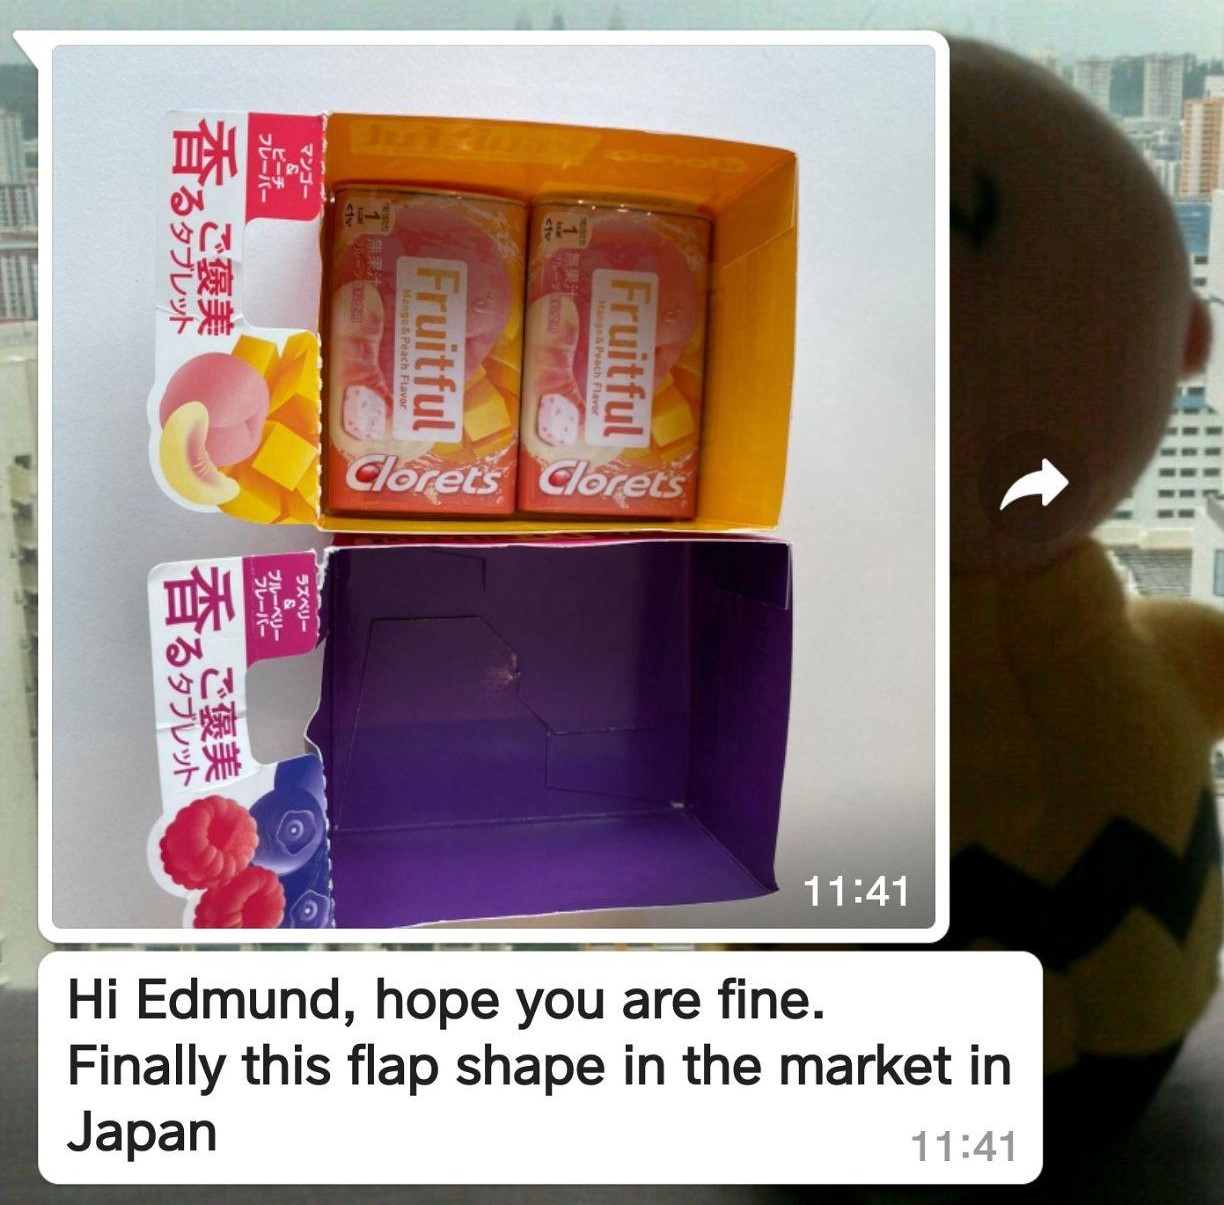 マンゴー
&
ピーチ
フレーバー
ご褒美
香るタブレット
1
kcal
Fruitful
Mango & Peach Flavor
Clorets
1
kcal
Fruitful
Mango & Peach Flavor
Clorets
ラズベリー
&
ブルーベリー
フレーバー
ご褒美
香るタブレット
11:41
Hi Edmund, hope you are fine.
Finally this flap shape in the market in
Japan
11:41